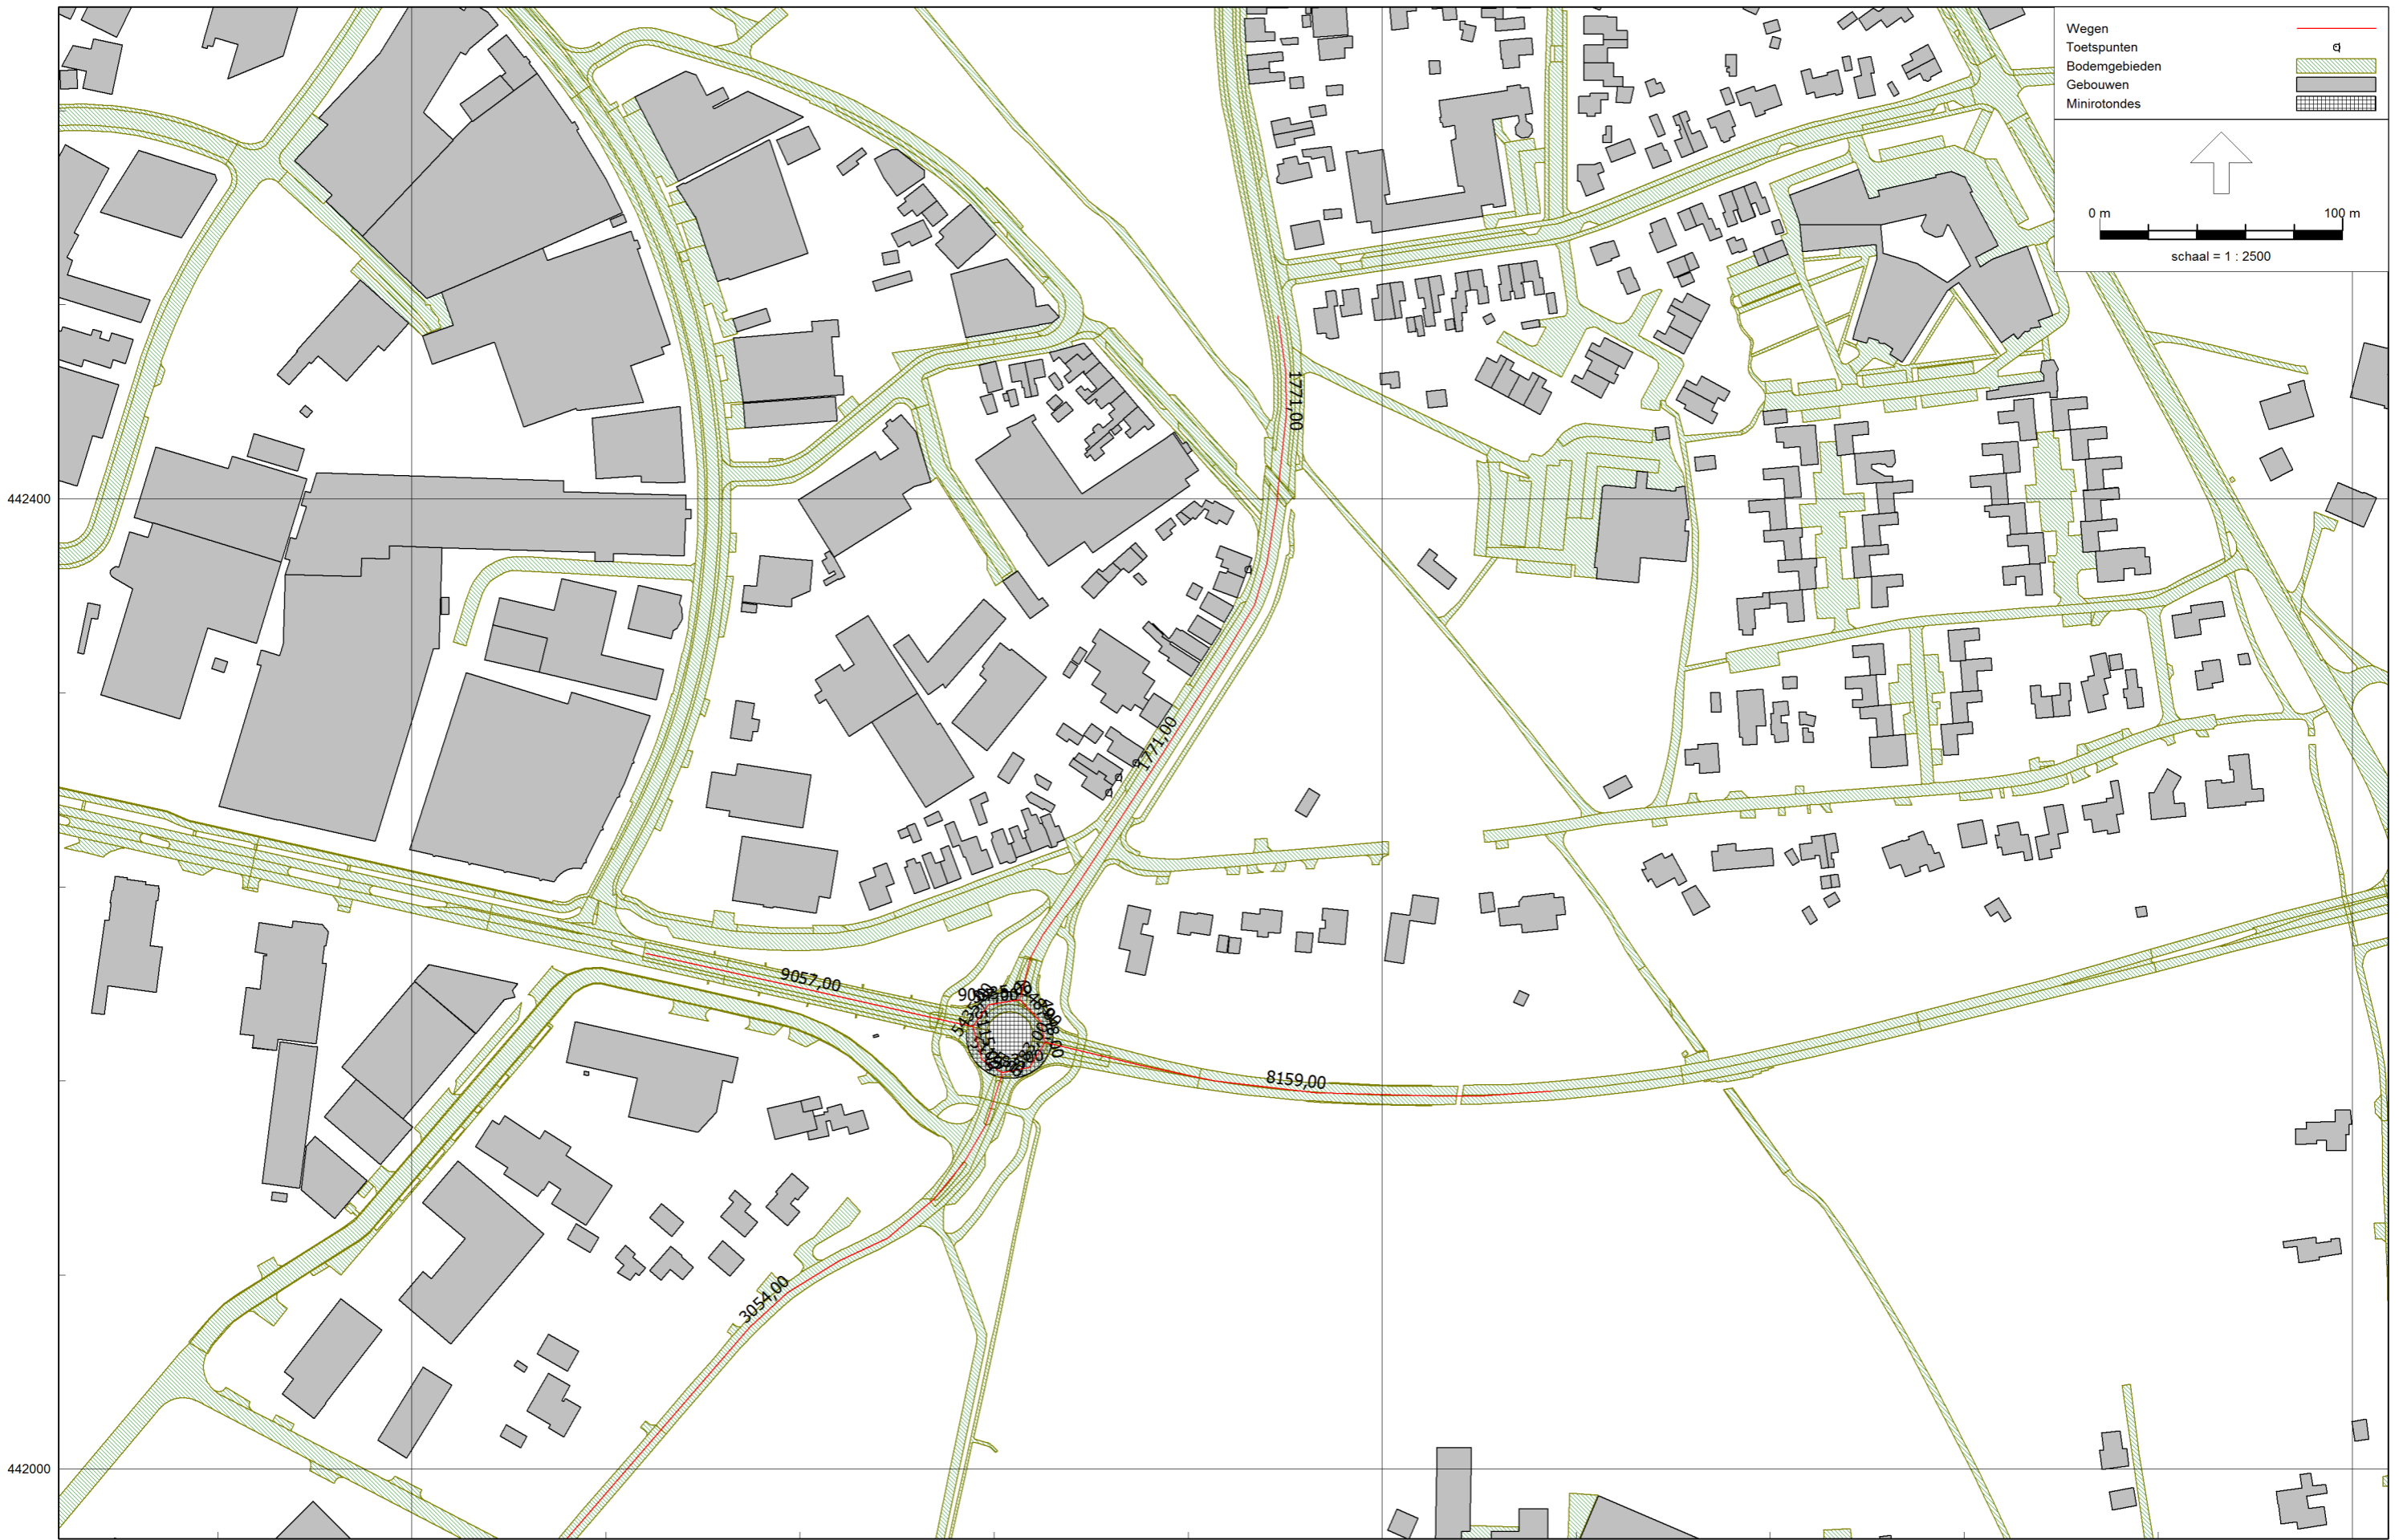 Wegen
Toetspunten
Bodemgebieden
Gebouwen
Minirotondes
0 m
100 m
schaal = 1 : 2500
1771,00
442400
1771,00
9057,00
8159,00
3054,00
442000